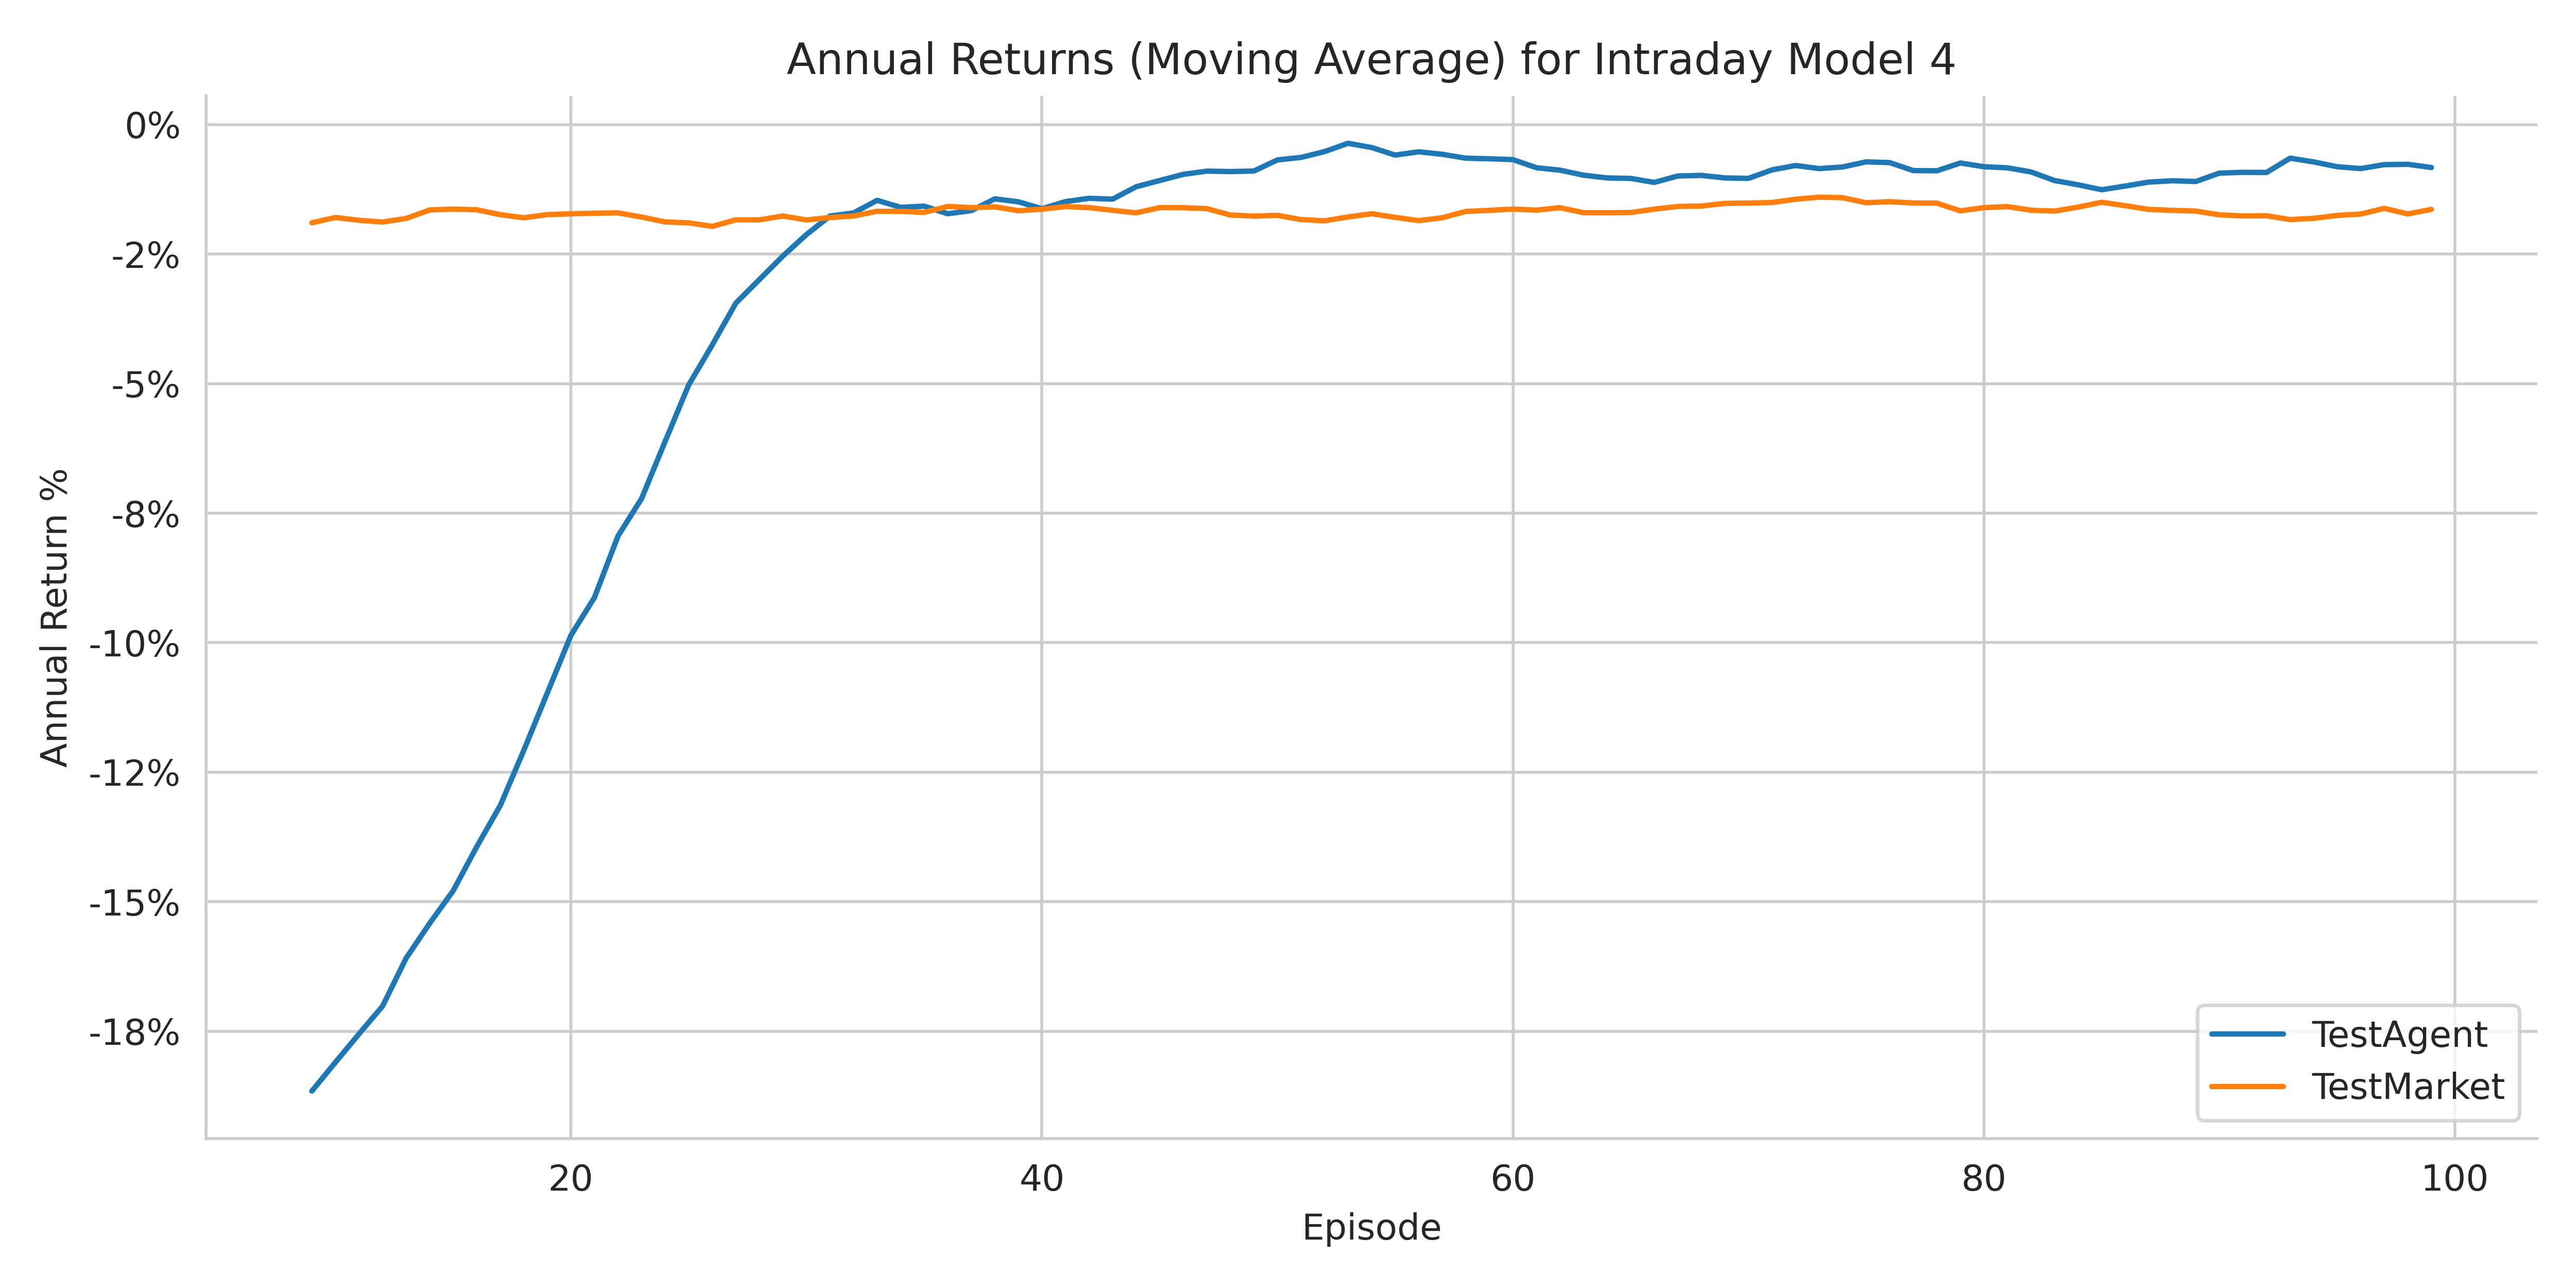 Annual Returns (Moving Average) for Intraday Model 4
0%
-2%
-5%
-8%
-10%
-12%
-15%
-18%
Annual Return %
TestAgent
TestMarket
20 40 60 80 100
Episode